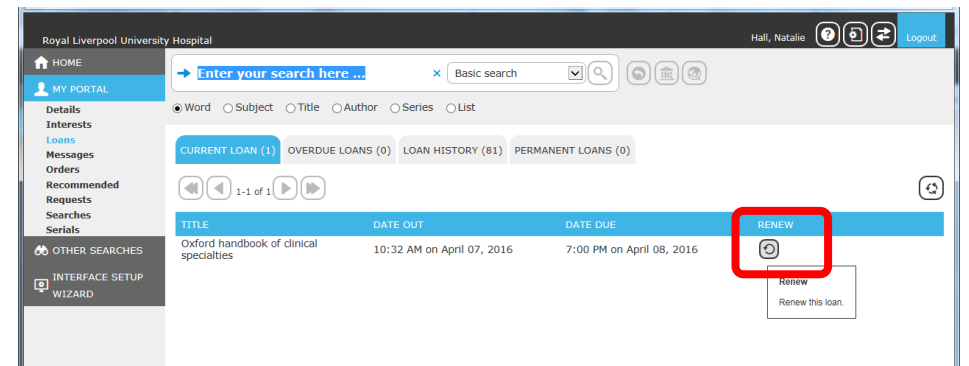 Royal Liverpool University Hospital
Hall, Natalie
?
Logout
HOME
MY PORTAL
Details
Interests
Loans
Messages
Orders
Recommended
Requests
Searches
Serials
OTHER SEARCHES
INTERFACE SETUP
WIZARD
Enter your search here ... × Basic search
Word Subject Title Author Series List
CURRENT LOAN (1) OVERDUE LOANS (0) LOAN HISTORY (81) PERMANENT LOANS (0)
1-1 of 1
TITLE DATE OUT DATE DUE RENEW
Oxford handbook of clinical
specialties
10:32 AM on April 07, 2016 7:00 PM on April 08, 2016
Renew
Renew this loan.